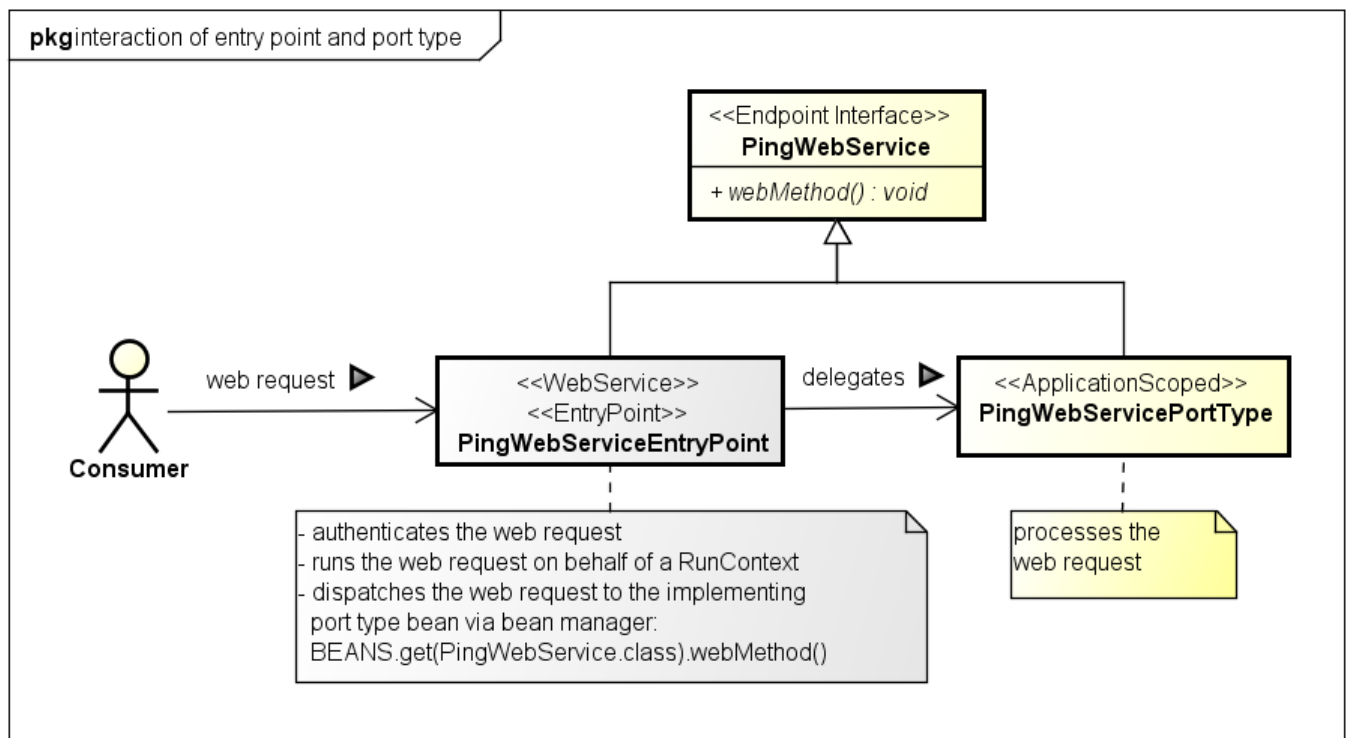 pkg interaction of entry point and port type
<<Endpoint Interface>>
PingWebService
+ webMethod() : void
Consumer
web request
<<WebService>>
<<EntryPoint>>
PingWebServiceEntryPoint
delegates
<<ApplicationScoped>>
PingWebServicePortType
- authenticates the web request
- runs the web request on behalf of a RunContext
- dispatches the web request to the implementing
port type bean via bean manager:
BEANS.get(PingWebService.class).webMethod()
processes the
web request